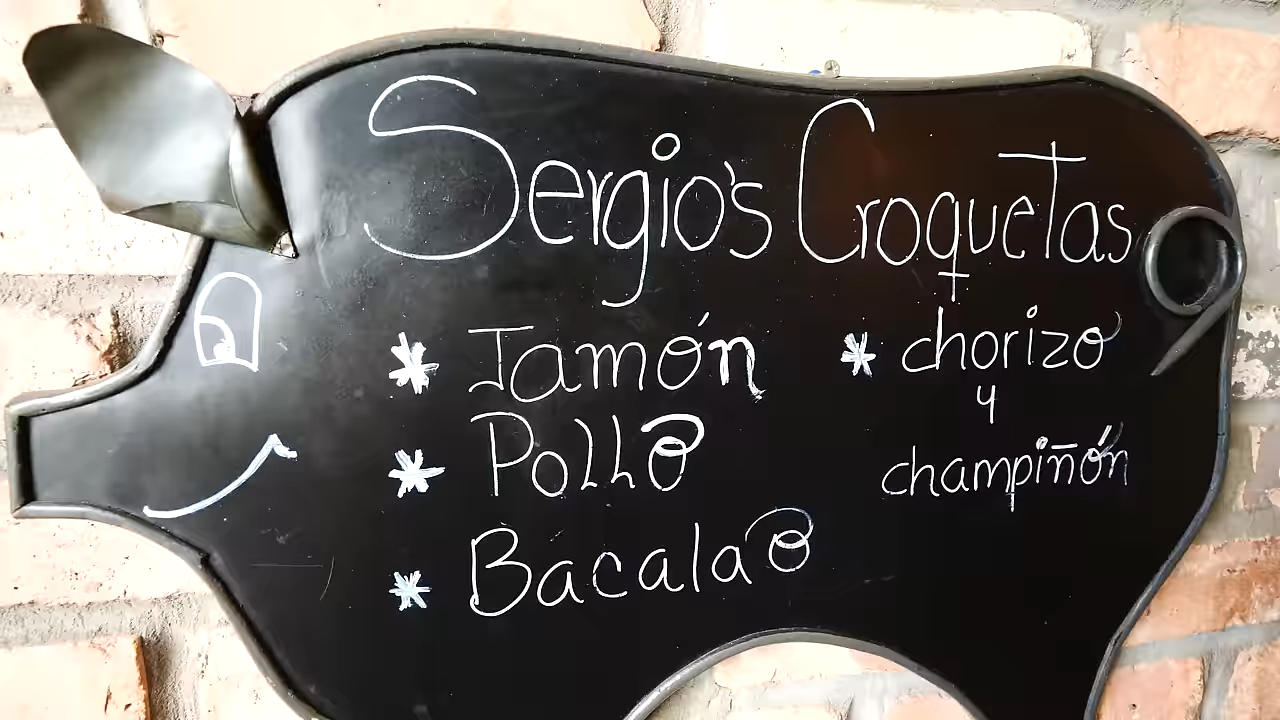 Sergio's Croquetas
* Jamón
* Pollo
* Bacalao
* chorizo
y
champiñón